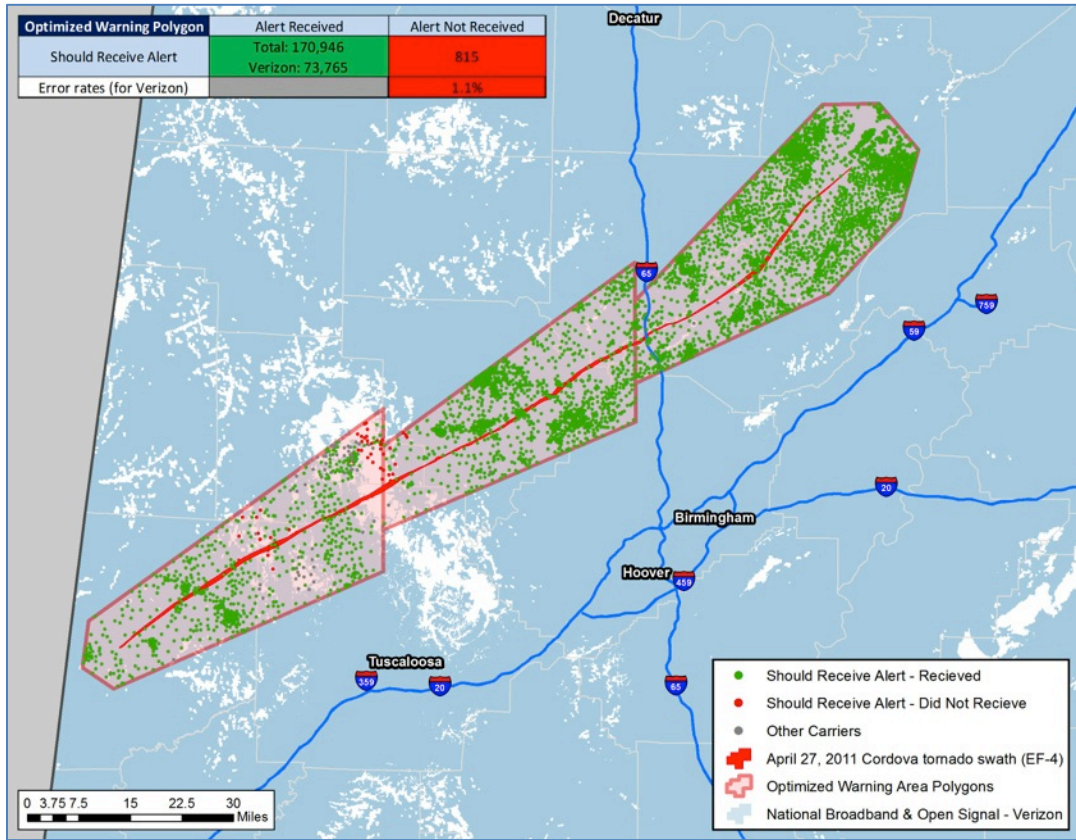 Optimized Warning Polygon Alert Received Alert Not Received
Should Receive Alert Total: 170,946 Verizon: 73,765 815
Error rates (for Verizon) 1.1%
Decatur
65
759
59
20
Birmingham
Hoover
459
Tuscaloosa
359
20
65
Should Receive Alert - Recieved
Should Receive Alert - Did Not Recieve
Other Carriers
April 27, 2011 Cordova tornado swath (EF-4)
Optimized Warning Area Polygons
National Broadband & Open Signal - Verizon
0 3.75 7.5 15 22.5 30
Miles